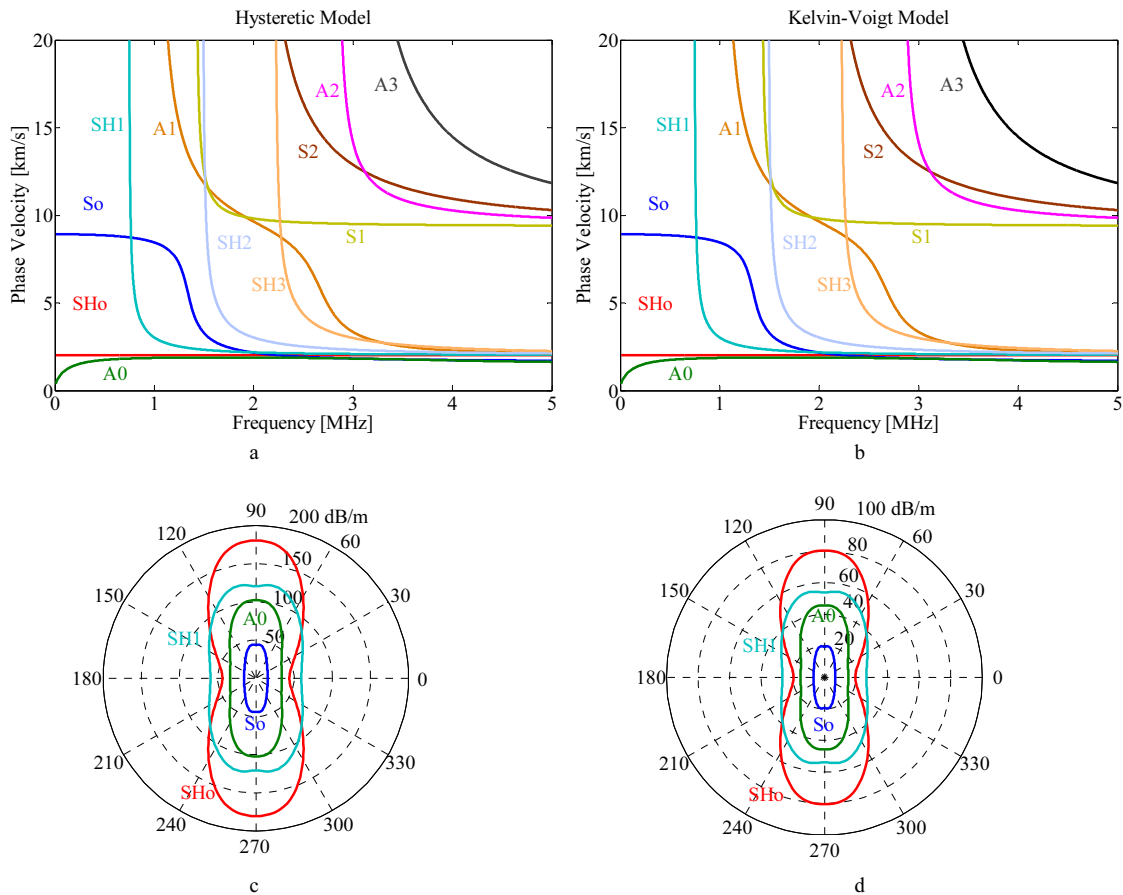 Hysteretic Model
Kelvin-Voigt Model
20
15
10
5
0
Phase Velocity [km/s]
SH1
A1
So
SHo
A0
SH2
SH3
S2
A2
A3
S1
0 1 2 3 4 5
Frequency [MHz]
a
20
15
10
5
0
Phase Velocity [km/s]
SH1
A1
So
SHo
A0
SH2
SH3
S2
A2
A3
S1
0 1 2 3 4 5
Frequency [MHz]
b
90
200 dB/m
120
60
150
150
30
100
A0
50
SH1
180
0
So
210
330
SHo
240
300
270
c
90
100 dB/m
120
60
80
150
60
30
40
A0
20
SH1
180
0
So
210
330
SHo
240
300
270
d